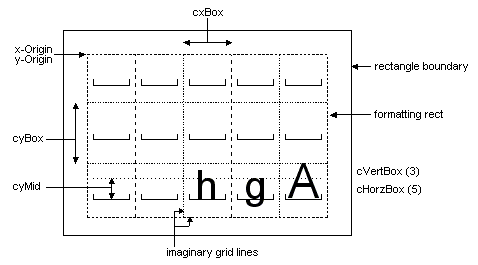 cxBox
x-Origin
y-Origin
rectangle boundary
formatting rect
cyBox
cVertBox (3)
cyMid
h g A
cHorzBox (5)
imaginary grid lines